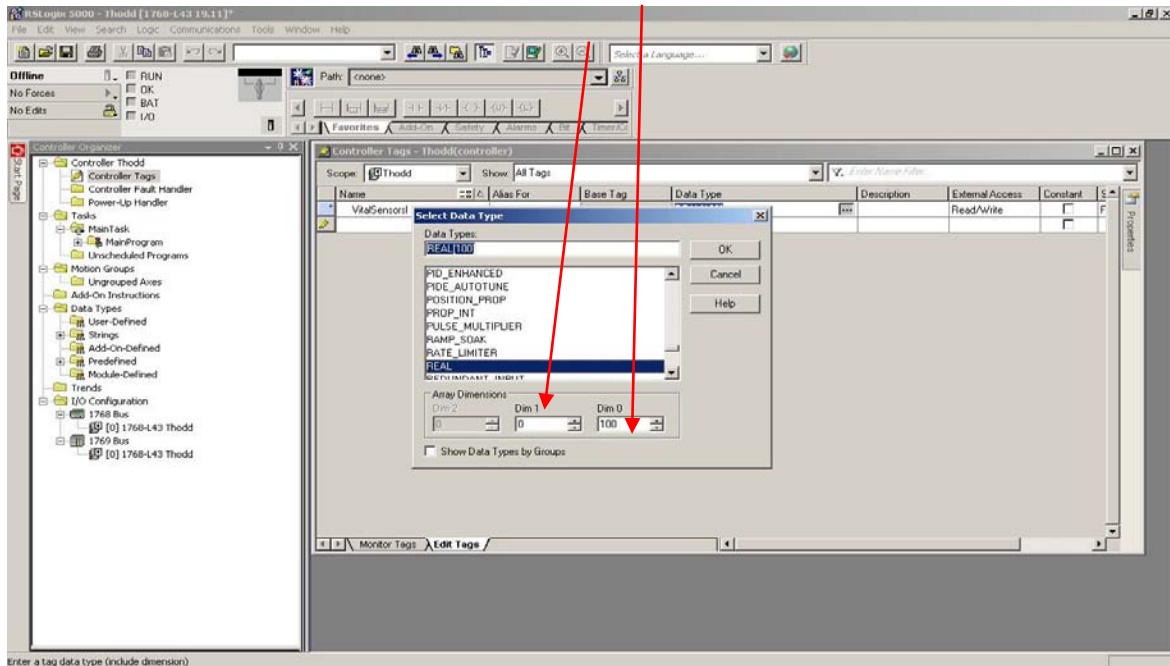 RSLogix 5000 - Thodd [1768-L43 19.11]*
File Edit View Search Logic Communications Tools Window Help
Select a Language...
Offline
RUN
No Forces
OK
BAT
No Edits
I/O
Path: <none>
Favorites Add-On Safety Alarms Bit Timer/C
Start Page
Controller Organizer
Controller Thodd
Controller Tags
Controller Fault Handler
Power-Up Handler
Tasks
MainTask
MainProgram
Unscheduled Programs
Motion Groups
Ungrouped Axes
Add-On Instructions
Data Types
User-Defined
Strings
Add-On-Defined
Predefined
Module-Defined
Trends
I/O Configuration
1768 Bus
[0] 1768-L43 Thodd
1769 Bus
[0] 1768-L43 Thodd
Controller Tags - Thodd(controller)
Scope: Thodd Show: All Tags Enter Name Filter...
Name Alias For Base Tag Data Type Description External Access Constant S
VitalSensorsI Read/Write F
Properties
Select Data Type
Data Types:
REAL[100]
OK
Cancel
Help
PID_ENHANCED
PIDE_AUTOTUNE
POSITION_PROP
PROP_INT
PULSE_MULTIPLIER
RAMP_SOAK
RATE_LIMITER
REAL
REDUNDANT_INPUT
Array Dimensions
Dim 2 Dim 1 Dim 0
0 0 100
Show Data Types by Groups
Monitor Tags Edit Tags
Enter a tag data type (include dimension)